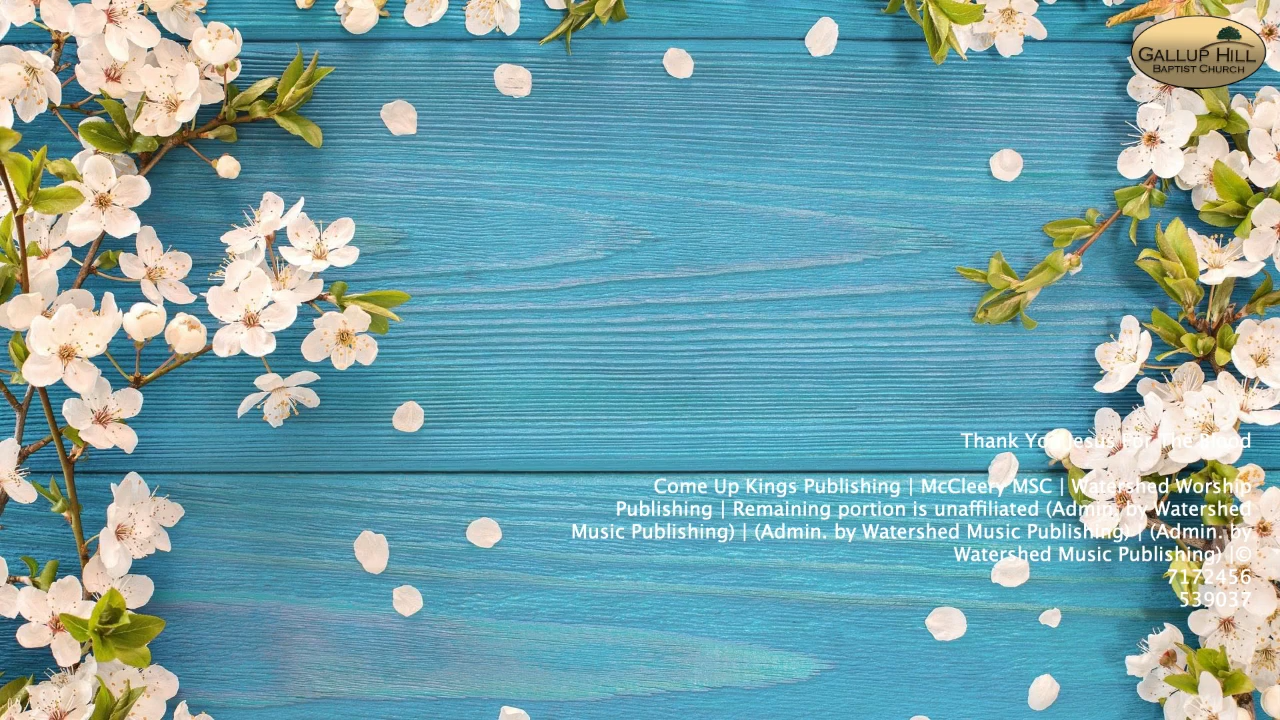 GALLUP HILL
BAPTIST CHURCH
Thank You Jesus For The Blood
Come Up Kings Publishing | McCleery MSC | Watershed Worship
Publishing | Remaining portion is unaffiliated (Admin. by Watershed
Music Publishing) | (Admin. by Watershed Music Publishing) | (Admin. by
Watershed Music Publishing) |©
7172456
539037